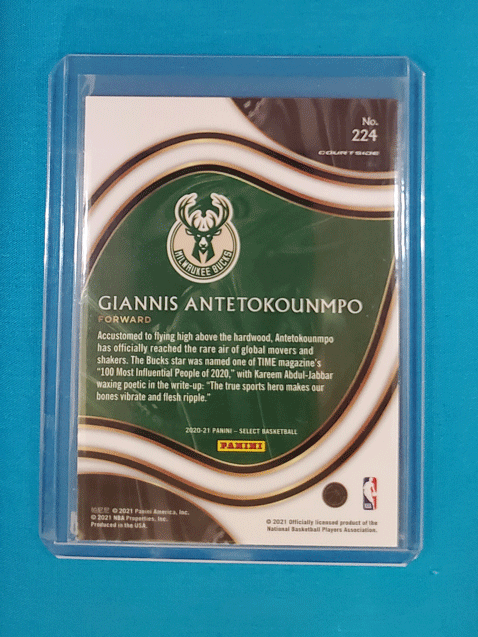 No.
224
COURTSIDE
MILWAUKEE BUCKS
GIANNIS ANTETOKOUNMPO
FORWARD
Accustomed to flying high above the hardwood, Antetokounmpo
has officially reached the rare air of global movers and
shakers. The Bucks star was named one of TIME magazine's
"100 Most Influential People of 2020," with Kareem Abdul-Jabbar
waxing poetic in the write-up: "The true sports hero makes our
bones vibrate and flesh ripple."
2020-21 PANINI – SELECT BASKETBALL
PANINI
© 2021 Panini America, Inc.
© 2021 NBA Properties, Inc.
Produced in the USA.
© 2021 Officially licensed product of the
National Basketball Players Association.